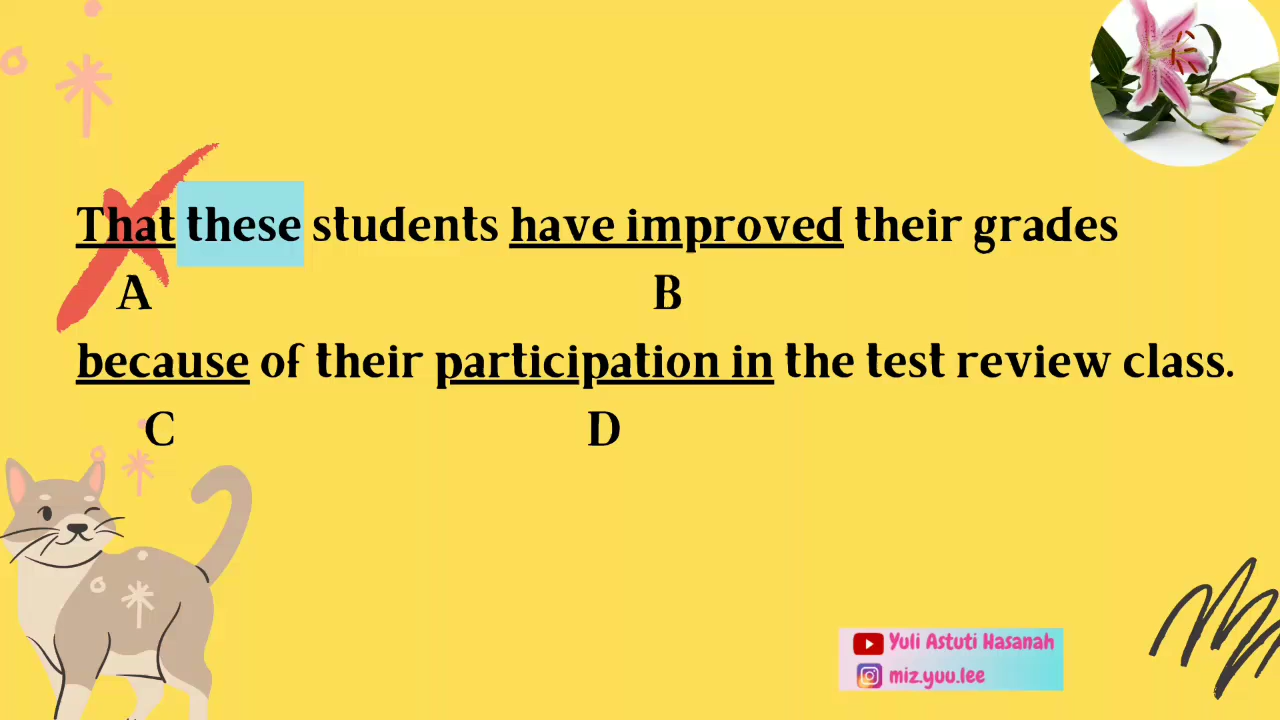 That these students have improved their grades
A B
because of their participation in the test review class.
C D
Yuli Astuti Hasanah
miz.yuu.lee